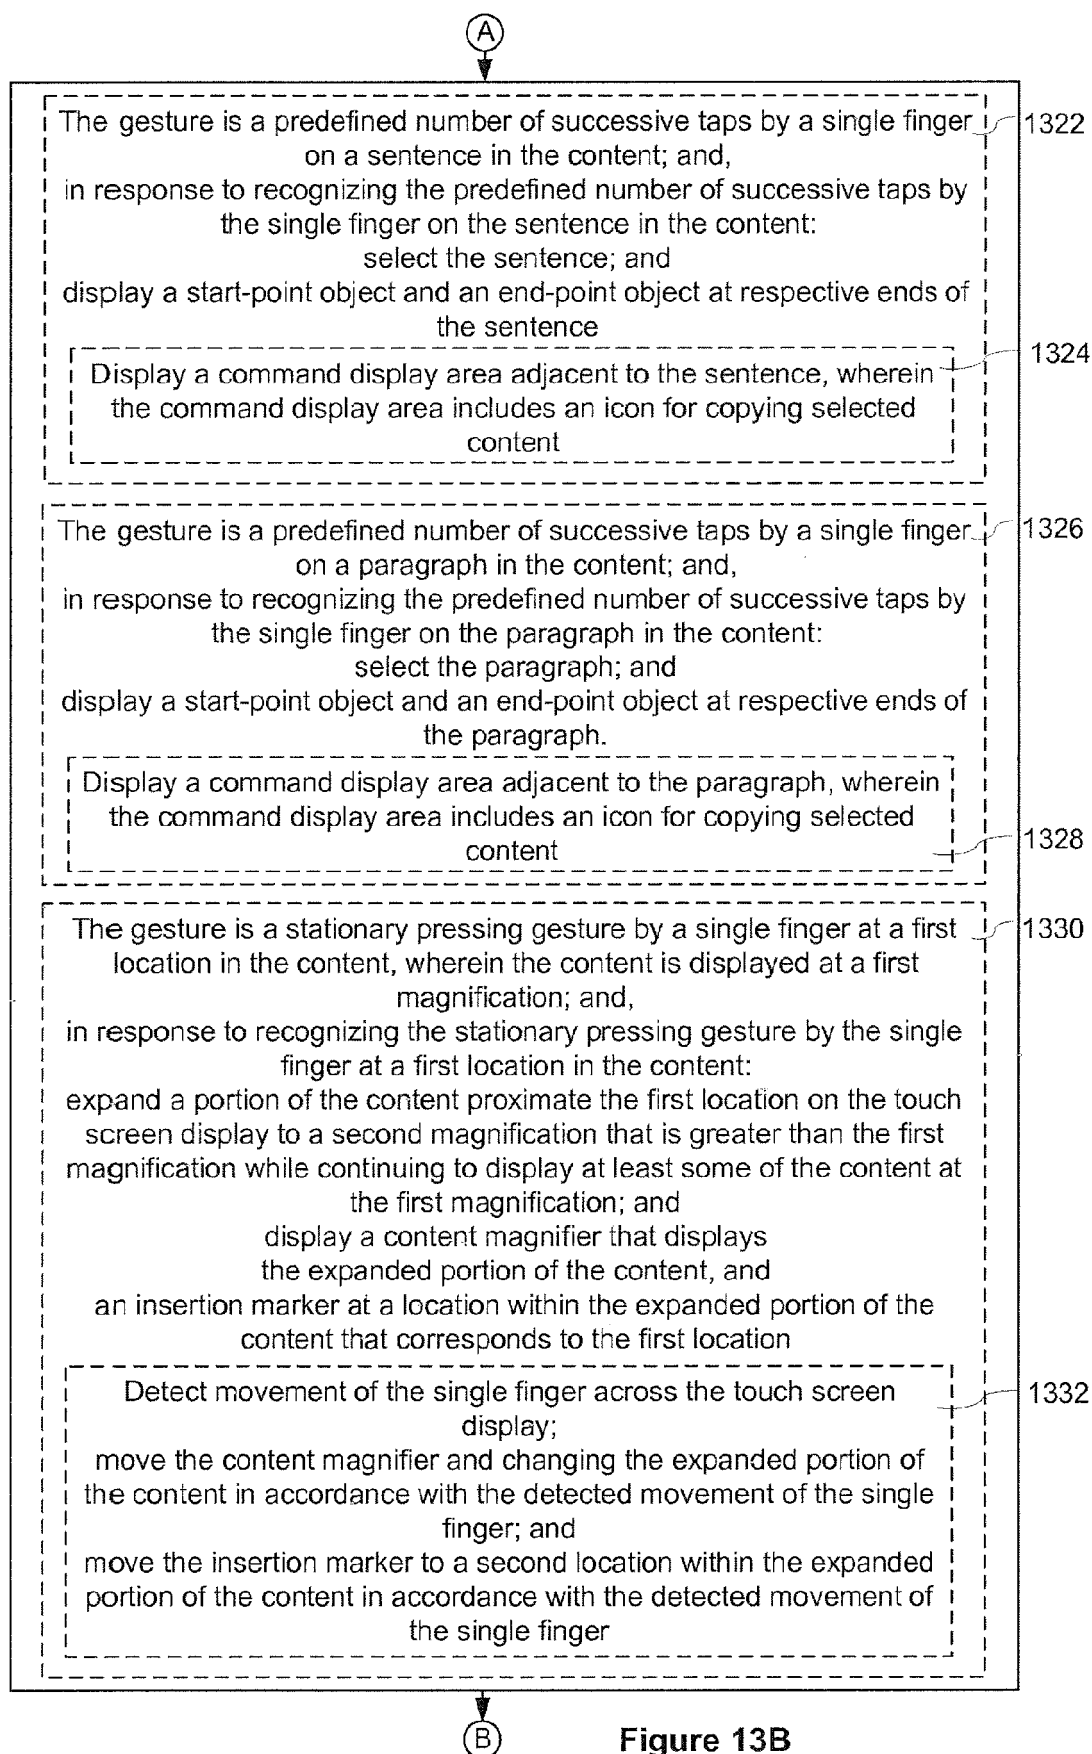 A
The gesture is a predefined number of successive taps by a single finger
on a sentence in the content; and,
in response to recognizing the predefined number of successive taps by
the single finger on the sentence in the content:
select the sentence; and
display a start-point object and an end-point object at respective ends of
the sentence
1322
Display a command display area adjacent to the sentence, wherein
the command display area includes an icon for copying selected
content
1324
The gesture is a predefined number of successive taps by a single finger
on a paragraph in the content; and,
in response to recognizing the predefined number of successive taps by
the single finger on the paragraph in the content:
select the paragraph; and
display a start-point object and an end-point object at respective ends of
the paragraph.
1326
Display a command display area adjacent to the paragraph, wherein
the command display area includes an icon for copying selected
content
1328
The gesture is a stationary pressing gesture by a single finger at a first
location in the content, wherein the content is displayed at a first
magnification; and,
in response to recognizing the stationary pressing gesture by the single
finger at a first location in the content:
expand a portion of the content proximate the first location on the touch
screen display to a second magnification that is greater than the first
magnification while continuing to display at least some of the content at
the first magnification; and
display a content magnifier that displays
the expanded portion of the content, and
an insertion marker at a location within the expanded portion of the
content that corresponds to the first location
1330
Detect movement of the single finger across the touch screen
display;
move the content magnifier and changing the expanded portion of
the content in accordance with the detected movement of the single
finger; and
move the insertion marker to a second location within the expanded
portion of the content in accordance with the detected movement of
the single finger
1332
B
Figure 13B